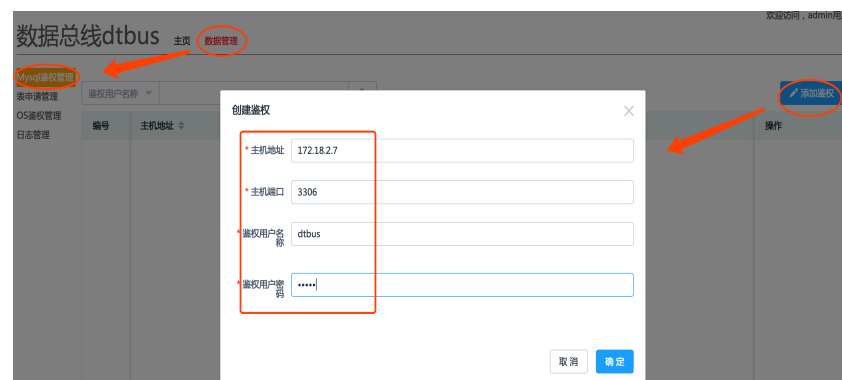 欢迎访问，admin用
数据总线dtbus 主页 数据管理
Mysql鉴权管理
表申请管理
OS鉴权管理
日志管理
鉴权用户名称
添加鉴权
编号 主机地址 操作
创建鉴权
* 主机地址 172.18.2.7
* 主机端口 3306
* 鉴权用户名
称
dtbus
* 鉴权用户密
码
•••••
取消 确定